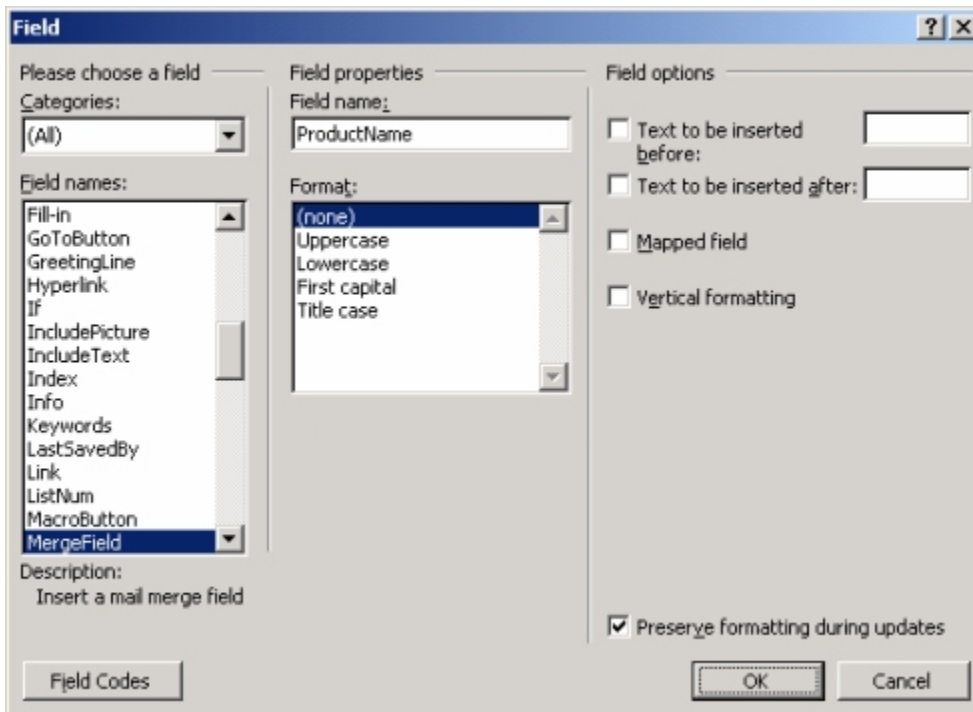 Field
Please choose a field
Categories:
(All)
Field names:
Fill-in
GoToButton
GreetingLine
Hyperlink
If
IncludePicture
IncludeText
Index
Info
Keywords
LastSavedBy
Link
ListNum
MacroButton
MergeField
Description:
Insert a mail merge field
Field Codes
Field properties
Field name:
ProductName
Format:
(none)
Uppercase
Lowercase
First capital
Title case
Field options
Text to be inserted
before:
Text to be inserted after:
Mapped field
Vertical formatting
Preserve formatting during updates
OK
Cancel